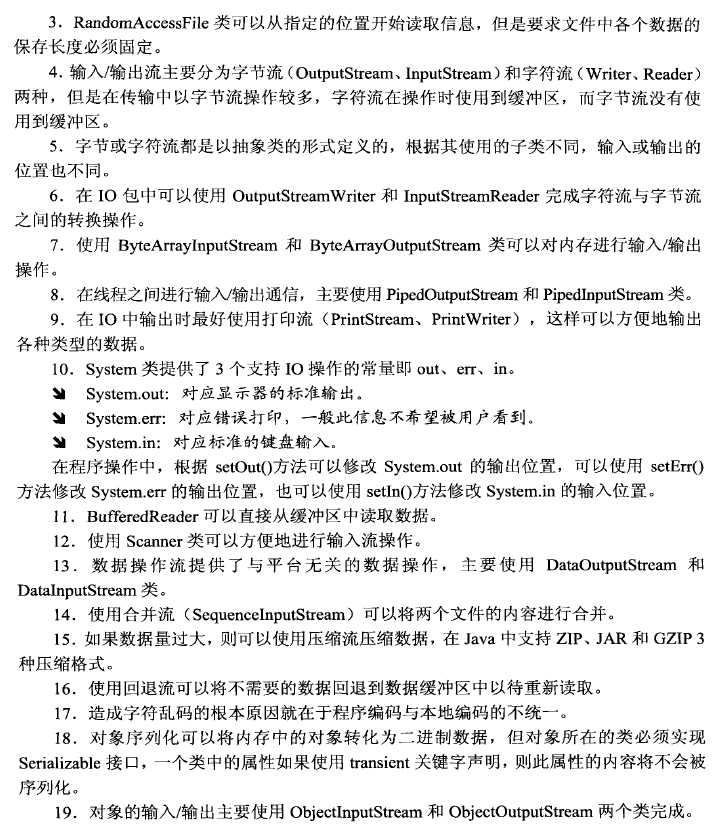 3．RandomAccessFile 类可以从指定的位置开始读取信息，但是要求文件中各个数据的
保存长度必须固定。
4．输入/输出流主要分为字节流（OutputStream、InputStream）和字符流（Writer、Reader）
两种，但是在传输中以字节流操作较多，字符流在操作时使用到缓冲区，而字节流没有使
用到缓冲区。
5．字节或字符流都是以抽象类的形式定义的，根据其使用的子类不同，输入或输出的
位置也不同。
6．在 IO 包中可以使用 OutputStreamWriter 和 InputStreamReader 完成字符流与字节流
之间的转换操作。
7．使用 ByteArrayInputStream 和 ByteArrayOutputStream 类可以对内存进行输入/输出
操作。
8．在线程之间进行输入/输出通信，主要使用 PipedOutputStream 和 PipedInputStream 类。
9．在 IO 中输出时最好使用打印流（PrintStream、PrintWriter），这样可以方便地输出
各种类型的数据。
10．System 类提供了 3 个支持 IO 操作的常量即 out、err、in。
System.out: 对应显示器的标准输出。
System.err: 对应错误打印，一般此信息不希望被用户看到。
System.in: 对应标准的键盘输入。
在程序操作中，根据 setOut()方法可以修改 System.out 的输出位置，可以使用 setErr()
方法修改 System.err 的输出位置，也可以使用 setIn()方法修改 System.in 的输入位置。
11．BufferedReader 可以直接从缓冲区中读取数据。
12．使用 Scanner 类可以方便地进行输入流操作。
13．数据操作流提供了与平台无关的数据操作，主要使用 DataOutputStream 和
DataInputStream 类。
14．使用合并流（SequenceInputStream）可以将两个文件的内容进行合并。
15．如果数据量过大，则可以使用压缩流压缩数据，在 Java 中支持 ZIP、JAR 和 GZIP 3
种压缩格式。
16．使用回退流可以将不需要的数据回退到数据缓冲区中以待重新读取。
17．造成字符乱码的根本原因就在于程序编码与本地编码的不统一。
18．对象序列化可以将内存中的对象转化为二进制数据，但对象所在的类必须实现
Serializable 接口，一个类中的属性如果使用 transient 关键字声明，则此属性的内容将不会被
序列化。
19．对象的输入/输出主要使用 ObjectInputStream 和 ObjectOutputStream 两个类完成。